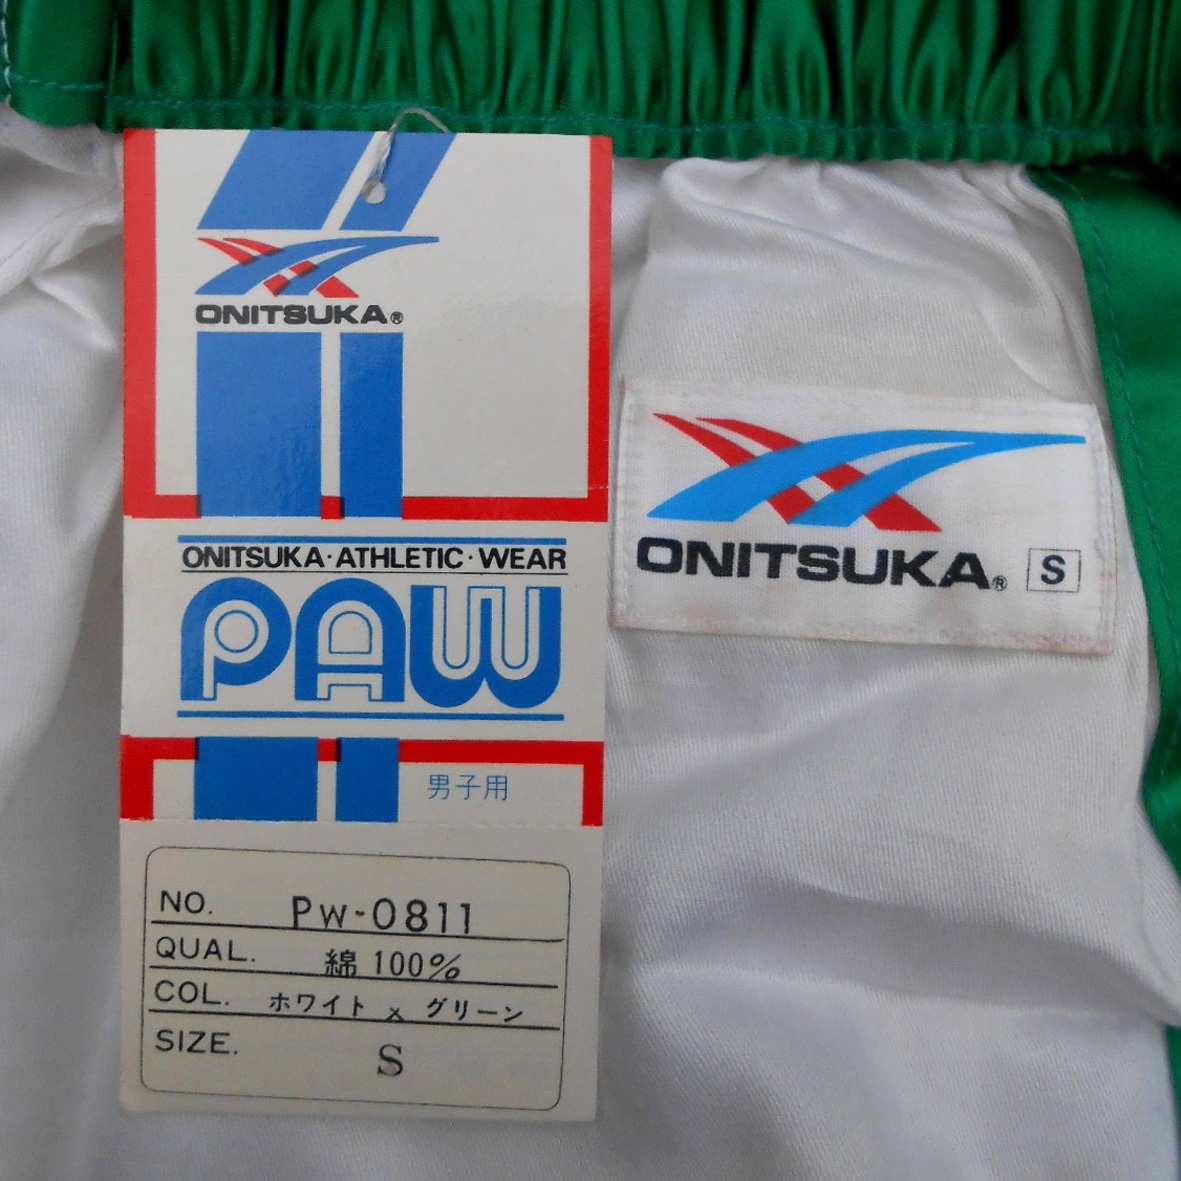 ONITSUKA®
ONITSUKA·ATHLETIC·WEAR
PAW
男子用
NO. PW-0811
QUAL. 綿 100%
COL. ホワイト × グリーン
SIZE. S
ONITSUKA® S